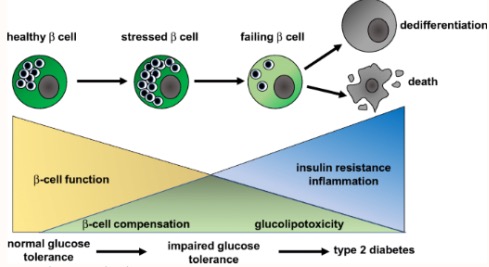 healthy β cell
stressed β cell
failing β cell
dedifferentiation
death
β-cell function
insulin resistance
inflammation
β-cell compensation
glucolipotoxicity
normal glucose
tolerance
impaired glucose
tolerance
type 2 diabetes